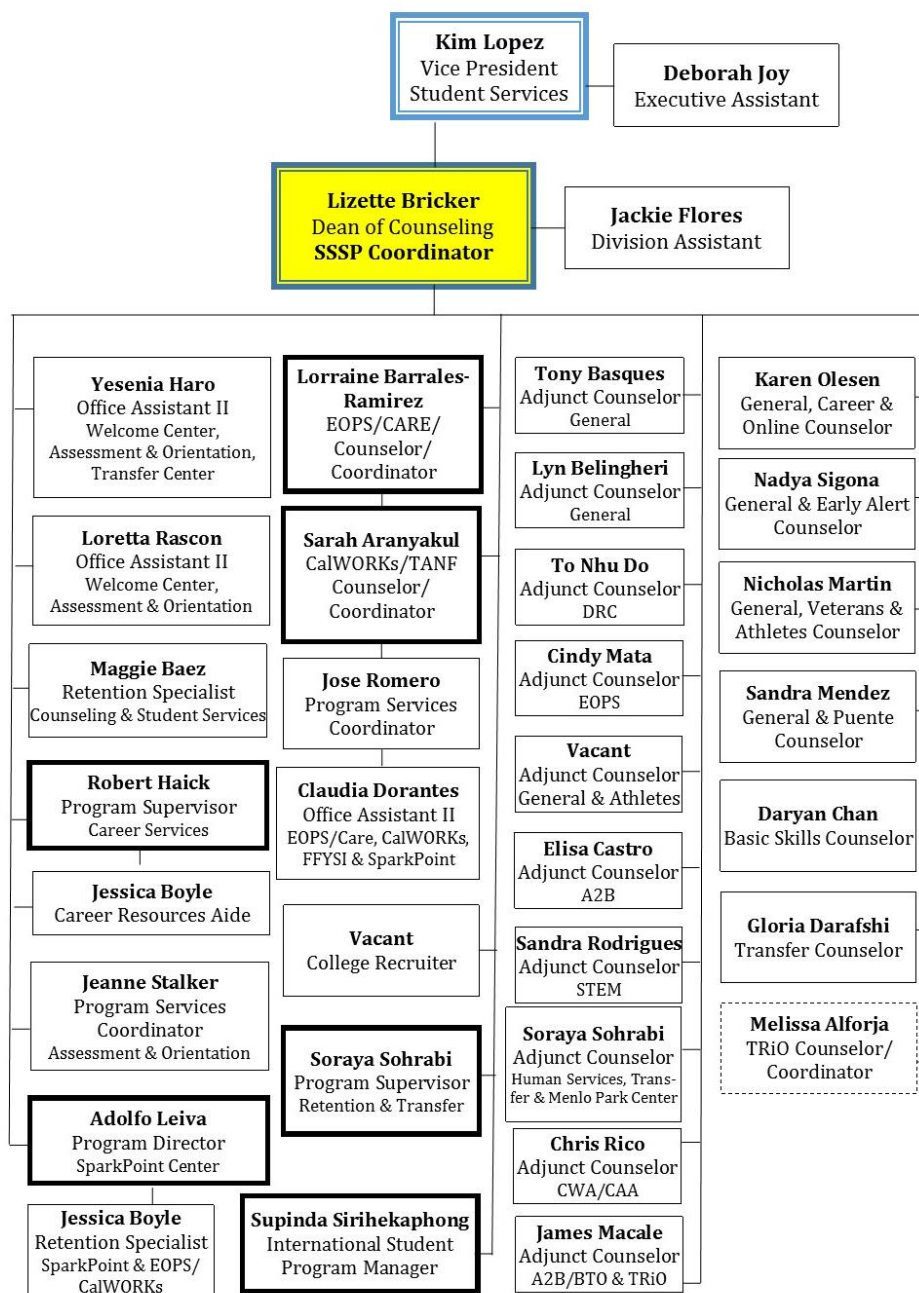 Kim Lopez
Vice President
Student Services
Deborah Joy
Executive Assistant
Lizette Bricker
Dean of Counseling
SSSP Coordinator
Jackie Flores
Division Assistant
Yesenia Haro
Office Assistant II
Welcome Center,
Assessment & Orientation,
Transfer Center
Loretta Rascon
Office Assistant II
Welcome Center,
Assessment & Orientation
Maggie Baez
Retention Specialist
Counseling & Student Services
Robert Haick
Program Supervisor
Career Services
Jessica Boyle
Career Resources Aide
Jeanne Stalker
Program Services
Coordinator
Assessment & Orientation
Adolfo Leiva
Program Director
SparkPoint Center
Jessica Boyle
Retention Specialist
SparkPoint & EOPS/
CalWORKs
Lorraine Barrales-
Ramirez
EOPS/CARE/
Counselor/
Coordinator
Sarah Aranyakul
CalWORKs/TANF
Counselor/
Coordinator
Jose Romero
Program Services
Coordinator
Claudia Dorantes
Office Assistant II
EOPS/Care, CalWORKs,
FFYSI & SparkPoint
Vacant
College Recruiter
Soraya Sohrabi
Program Supervisor
Retention & Transfer
Supinda Sirihekaphong
International Student
Program Manager
Tony Basques
Adjunct Counselor
General
Lyn Belingheri
Adjunct Counselor
General
To Nhu Do
Adjunct Counselor
DRC
Cindy Mata
Adjunct Counselor
EOPS
Vacant
Adjunct Counselor
General & Athletes
Elisa Castro
Adjunct Counselor
A2B
Sandra Rodrigues
Adjunct Counselor
STEM
Soraya Sohrabi
Adjunct Counselor
Human Services, Trans-
fer & Menlo Park Center
Chris Rico
Adjunct Counselor
CWA/CAA
James Macale
Adjunct Counselor
A2B/BTO & TRiO
Karen Olesen
General, Career &
Online Counselor
Nadya Sigona
General & Early Alert
Counselor
Nicholas Martin
General, Veterans &
Athletes Counselor
Sandra Mendez
General & Puente
Counselor
Daryan Chan
Basic Skills Counselor
Gloria Darafshi
Transfer Counselor
Melissa Alforja
TRiO Counselor/
Coordinator